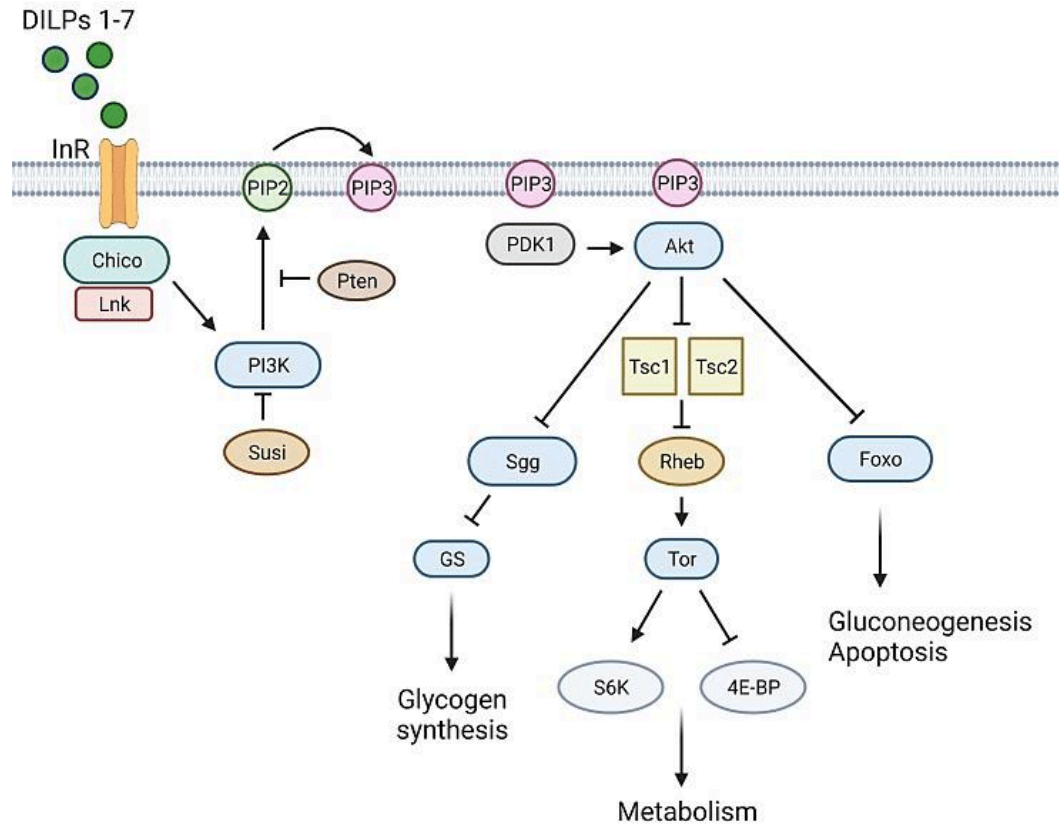 DILPs 1-7
InR
PIP2
PIP3
PIP3
PIP3
Chico
Lnk
PDK1
Akt
Pten
PI3K
Susi
Tsc1
Tsc2
Sgg
Rheb
Foxo
GS
Tor
Gluconeogenesis
Apoptosis
S6K
4E-BP
Glycogen
synthesis
Metabolism